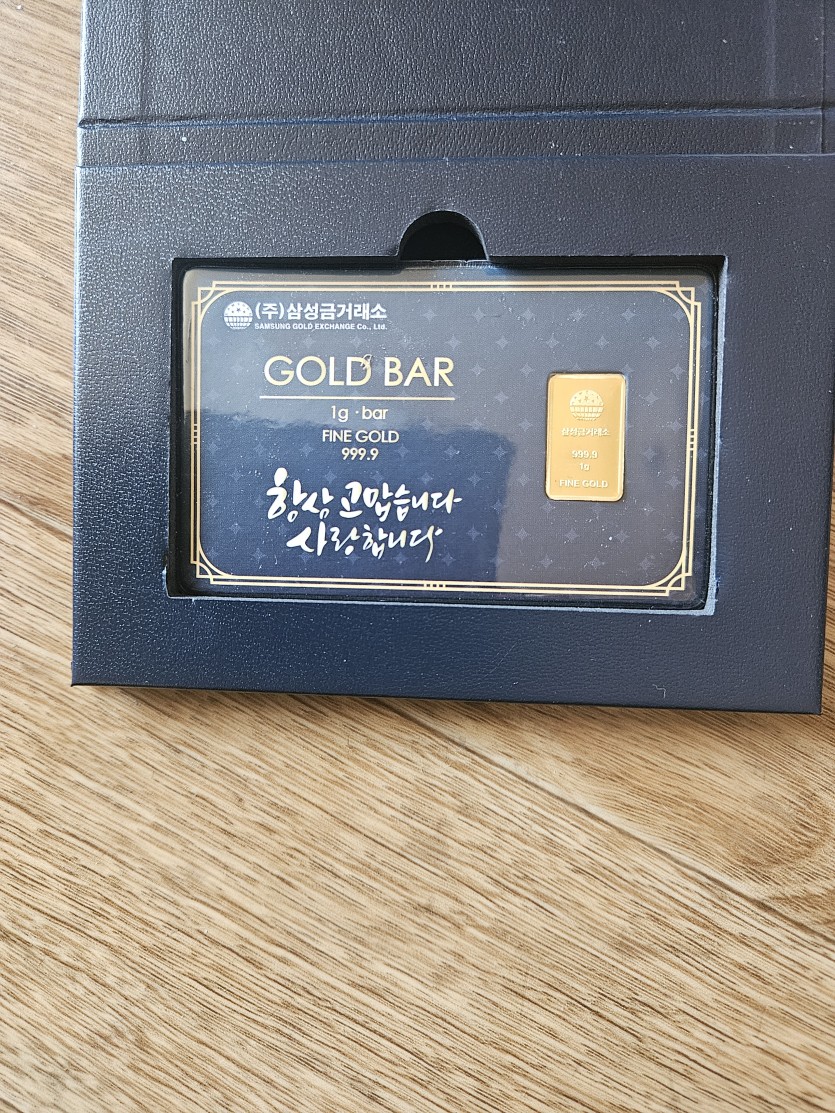 (주)삼성금거래소
SAMSUNG GOLD EXCHANGE Co., Ltd.
GOLD BAR
1g · bar
FINE GOLD
999.9
항상 고맙습니다
사랑합니다
삼성금거래소
999.9
1g
FINE GOLD